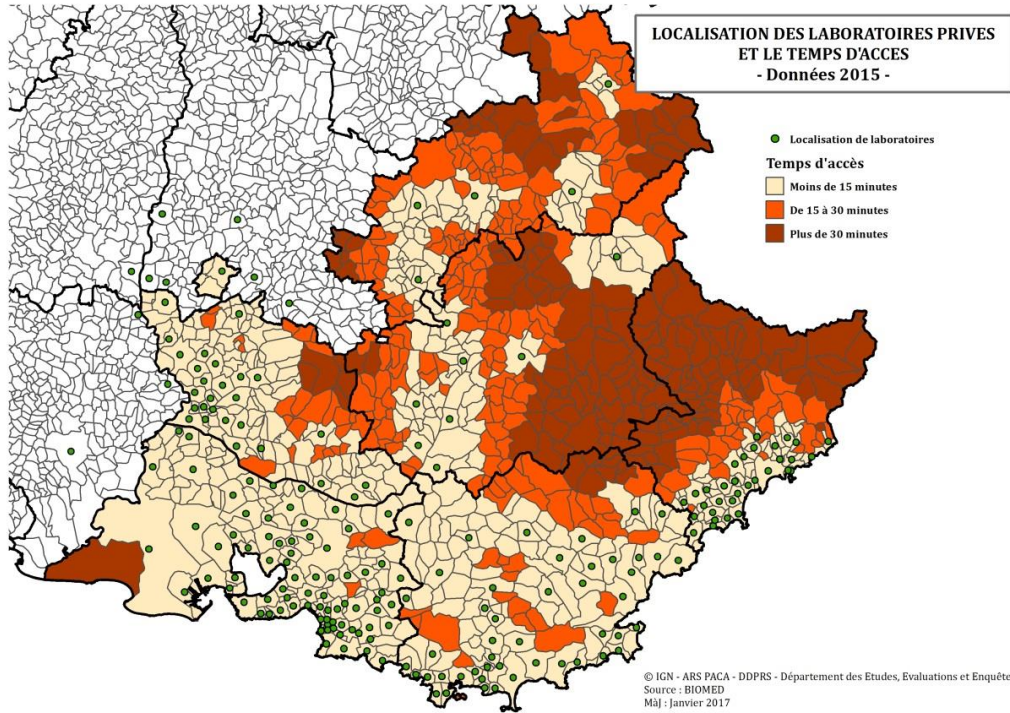 LOCALISATION DES LABORATOIRES PRIVES
ET LE TEMPS D'ACCES
- Données 2015 -
Localisation de laboratoires
Temps d'accès
Moins de 15 minutes
De 15 à 30 minutes
Plus de 30 minutes
© IGN - ARS PACA - DDPRS - Département des Etudes, Evaluations et Enquête
Source : BIOMED
Màj : Janvier 2017